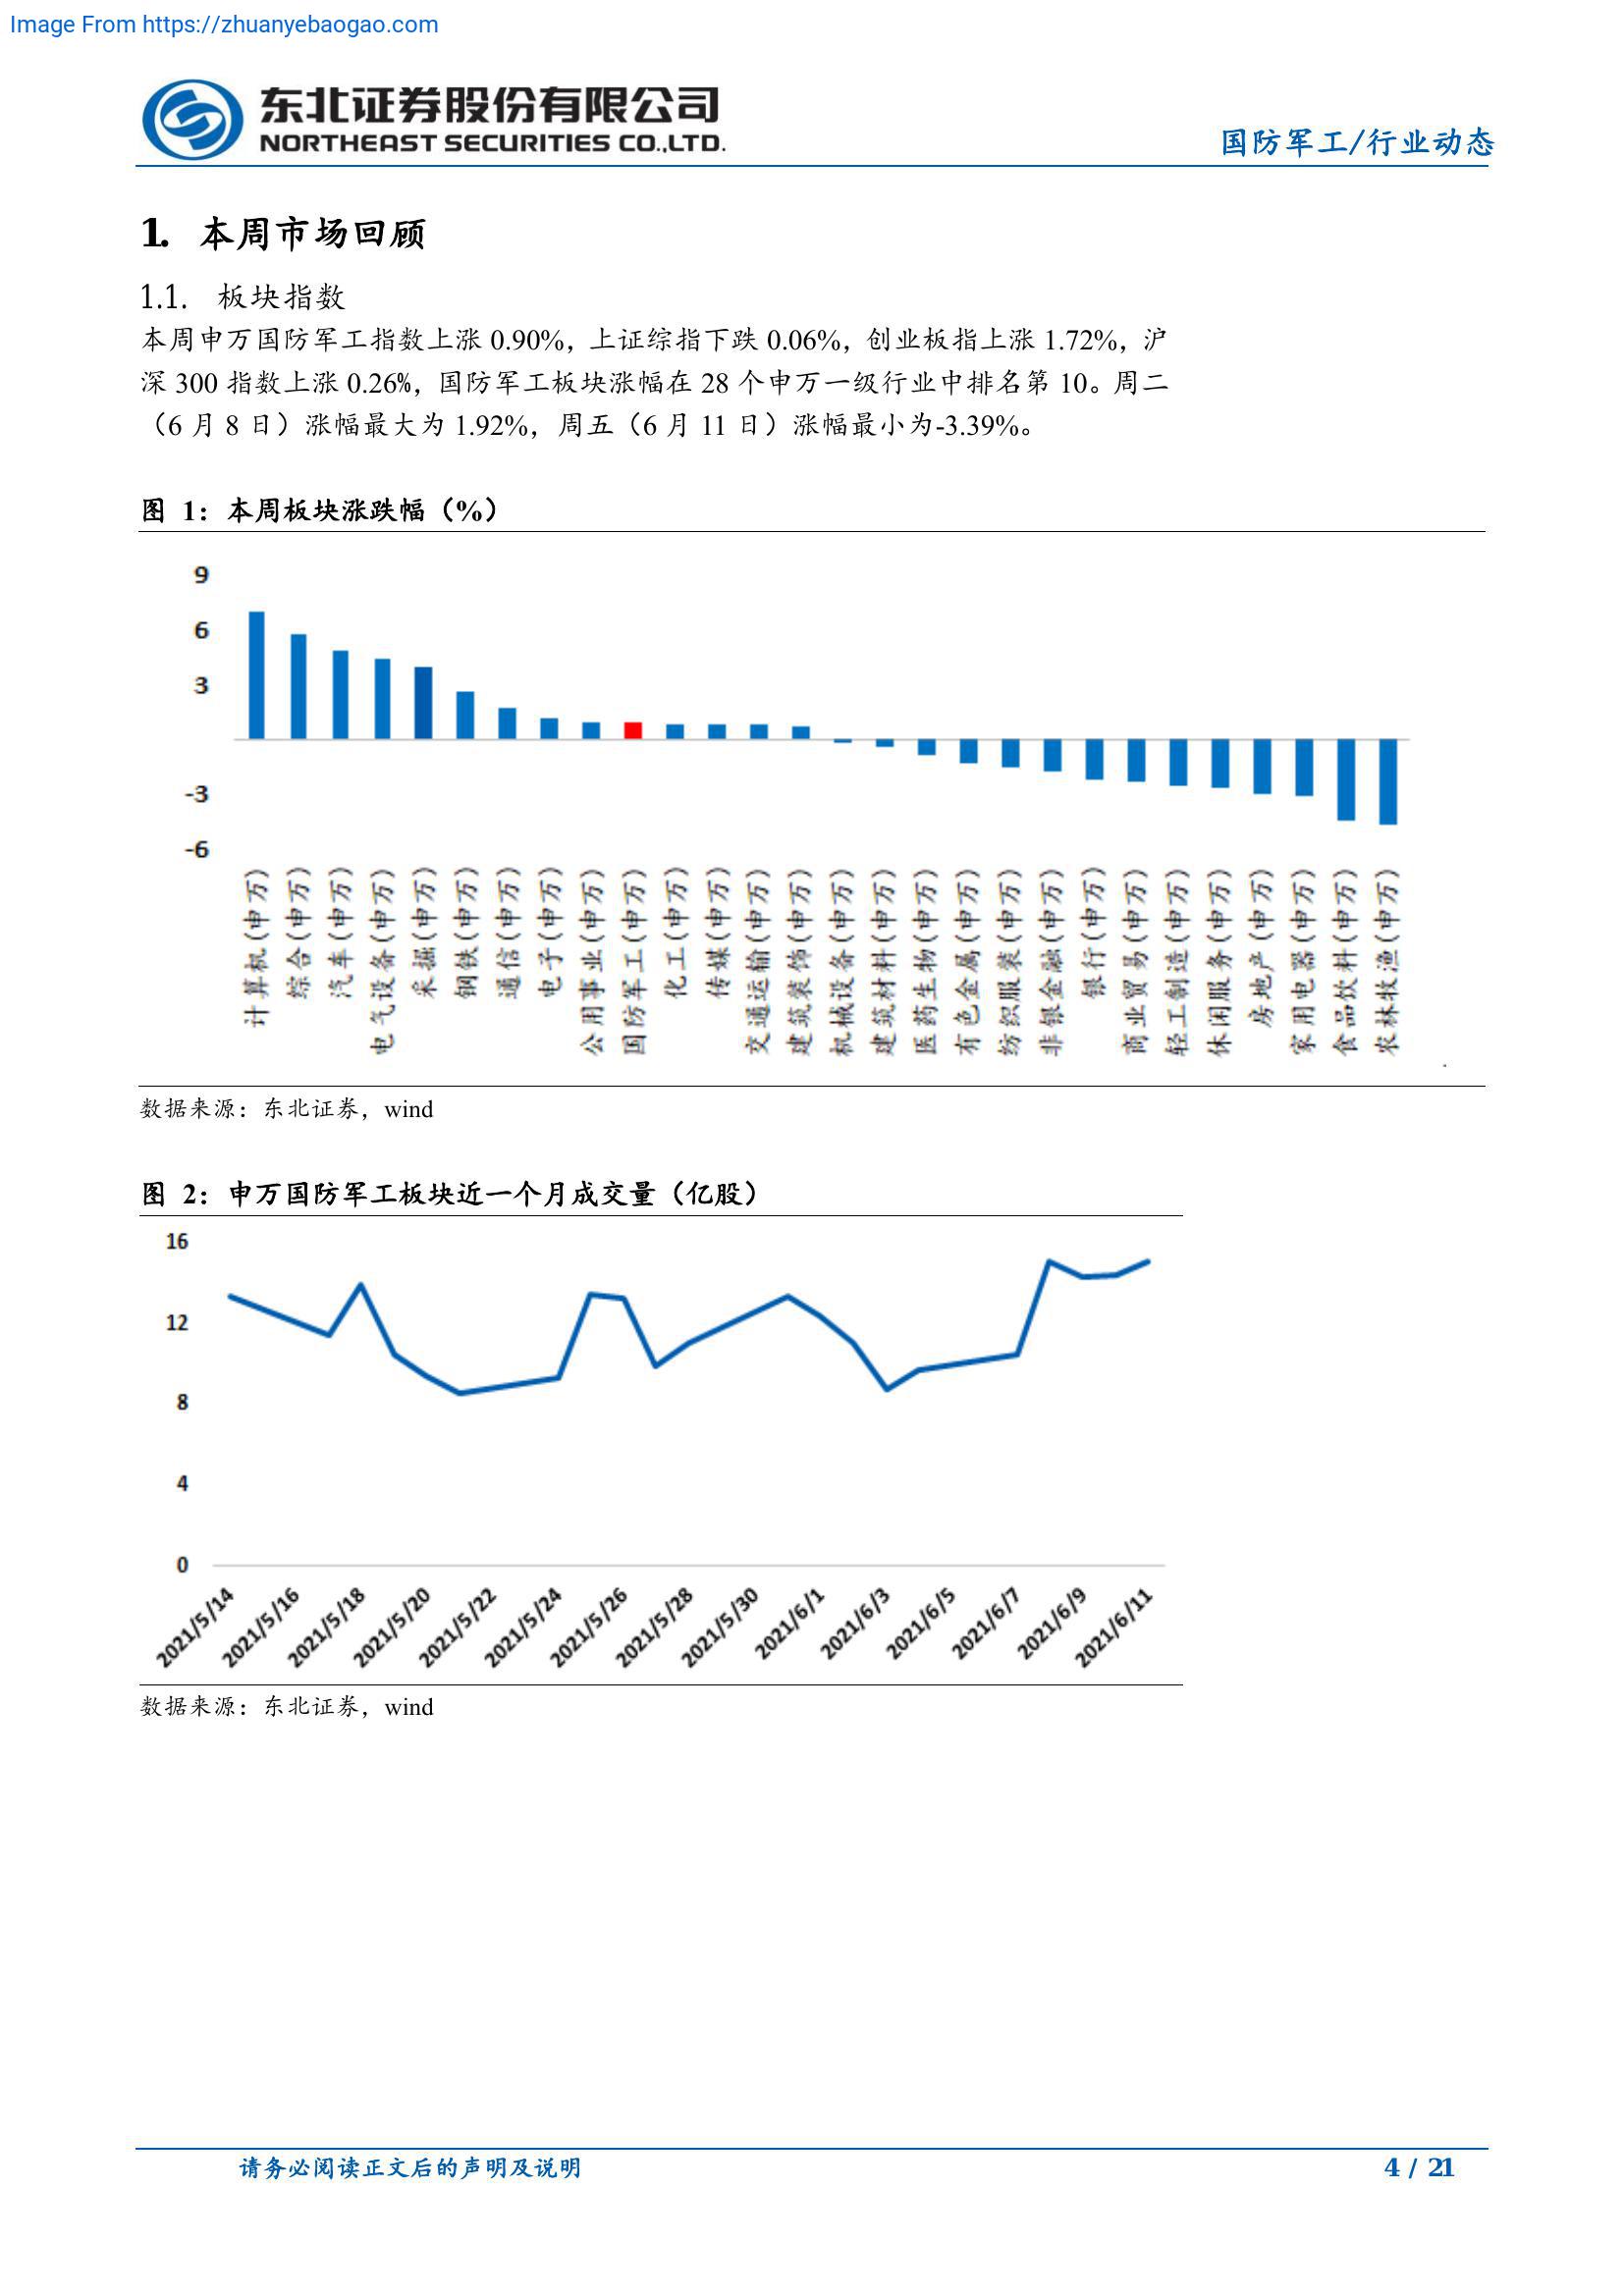 Image From https://zhuanyebaogao.com
东北证券股份有限公司
NORTHEAST SECURITIES CO.,LTD.
国防军工/行业动态
1. 本周市场回顾
1.1. 板块指数
本周申万国防军工指数上涨 0.90%，上证综指下跌 0.06%，创业板指上涨 1.72%，沪
深 300 指数上涨 0.26%，国防军工板块涨幅在 28 个申万一级行业中排名第 10。周二
（6 月 8 日）涨幅最大为 1.92%，周五（6 月 11 日）涨幅最小为-3.39%。
图 1：本周板块涨跌幅（%）
9
6
3
-3
-6
计算机(申万)
综合(申万)
汽车(申万)
电气设备(申万)
采掘(申万)
钢铁(申万)
通信(申万)
电子(申万)
公用事业(申万)
国防军工(申万)
化工(申万)
传媒(申万)
交通运输(申万)
建筑装饰(申万)
机械设备(申万)
建筑材料(申万)
医药生物(申万)
有色金属(申万)
纺织服装(申万)
非银金融(申万)
银行(申万)
商业贸易(申万)
轻工制造(申万)
休闲服务(申万)
房地产(申万)
家用电器(申万)
食品饮料(申万)
农林牧渔(申万)
数据来源：东北证券，wind
图 2：申万国防军工板块近一个月成交量（亿股）
16
12
8
4
0
2021/5/14
2021/5/16
2021/5/18
2021/5/20
2021/5/22
2021/5/24
2021/5/26
2021/5/28
2021/5/30
2021/6/1
2021/6/3
2021/6/5
2021/6/7
2021/6/9
2021/6/11
数据来源：东北证券，wind
请务必阅读正文后的声明及说明
4 / 21